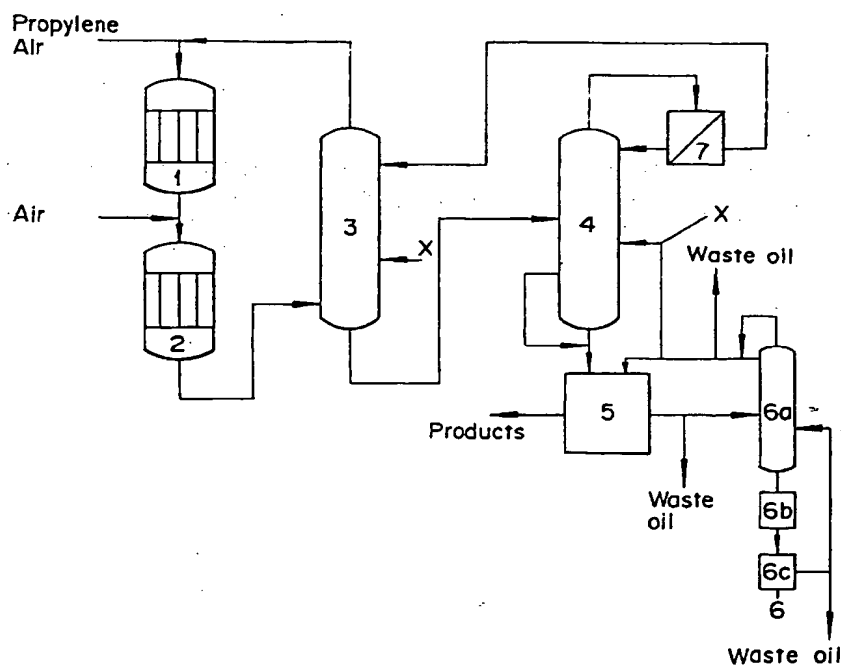 Propylene
Air
1
Air
2
3
X
4
7
X
Waste oil
5
6a
Products
Waste
oil
6b
6c
6
Waste oil